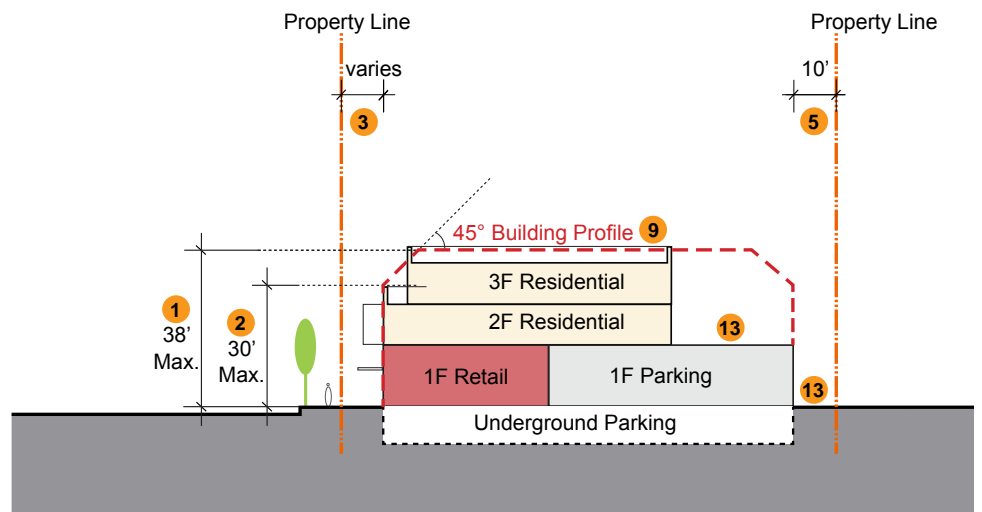 Property Line
Property Line
varies
10’
3
5
45° Building Profile 9
3F Residential
1
38’
Max.
2
30’
Max.
2F Residential
13
1F Retail
1F Parking
13
Underground Parking